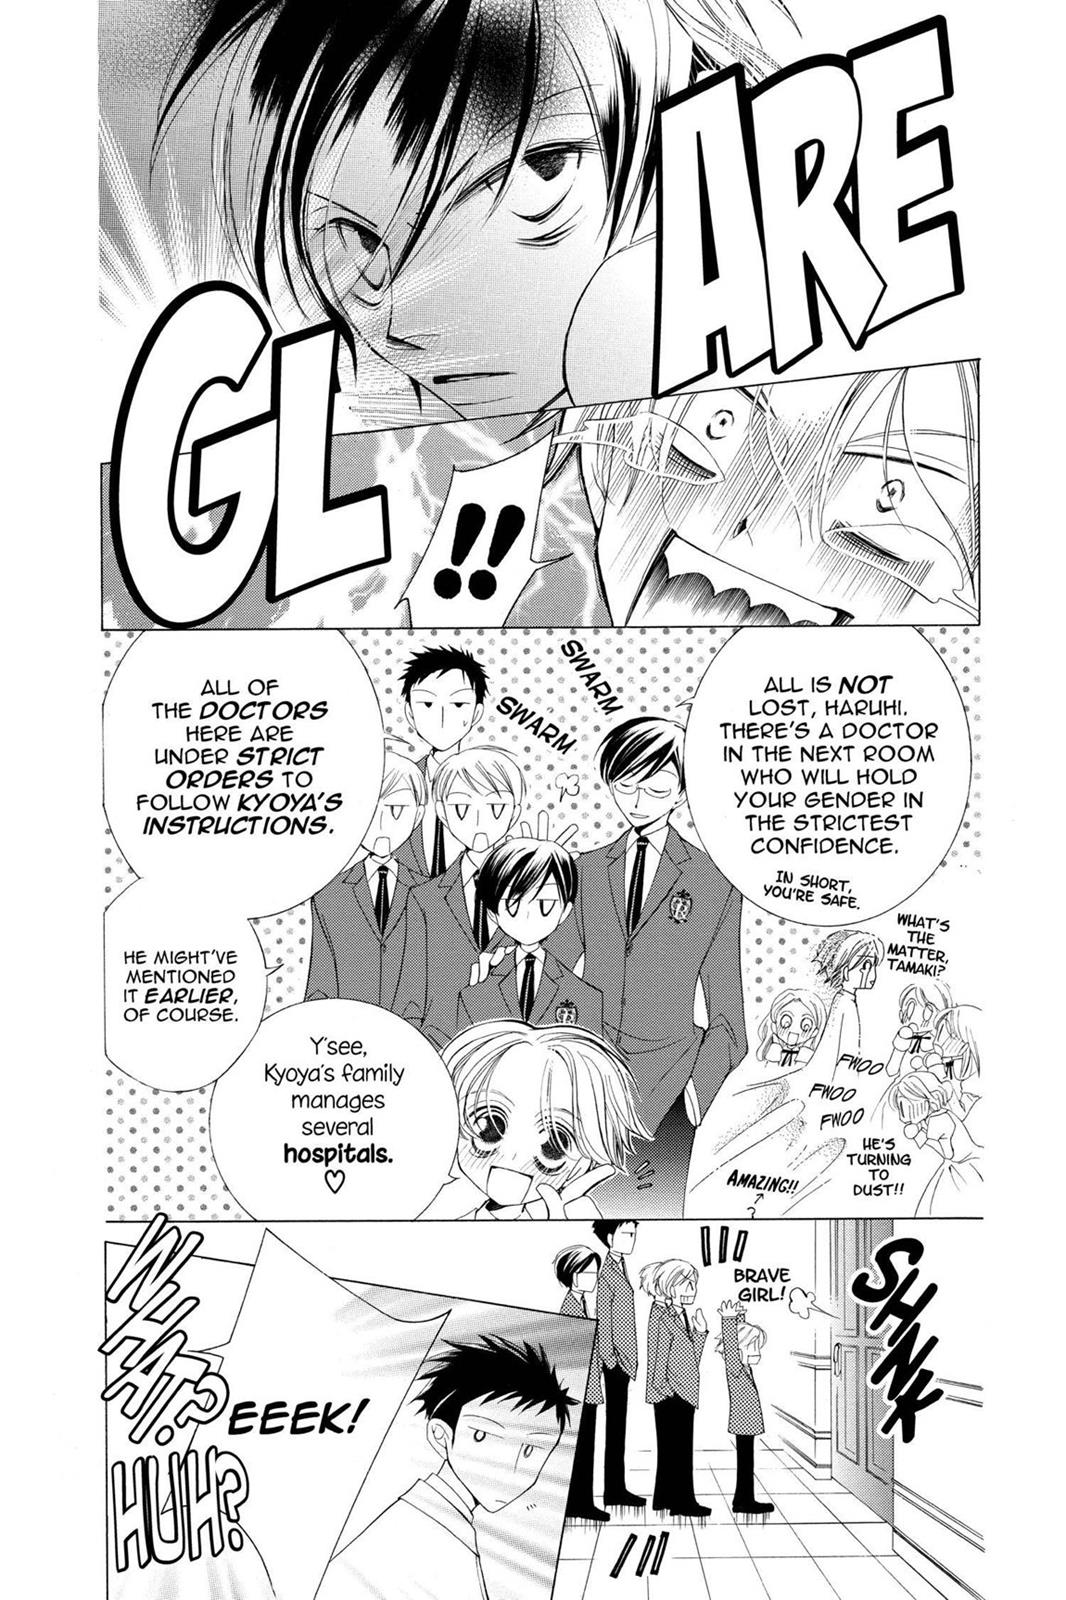 GLARE
!!
ALL IS NOT
LOST, HARUHI.
THERE'S A DOCTOR
IN THE NEXT ROOM
WHO WILL HOLD
YOUR GENDER IN
THE STRICTEST
CONFIDENCE.
IN SHORT,
YOU'RE SAFE.
SWARM
SWARM
ALL OF
THE DOCTORS
HERE ARE
UNDER STRICT
ORDERS TO
FOLLOW KYOYA'S
INSTRUCTIONS.
HE MIGHT'VE
MENTIONED
IT EARLIER,
OF COURSE.
Y'see,
Kyoya's family
manages
several
hospitals.
♡
WHAT'S
THE
MATTER,
TAMAKI?
FWOO
FWOO
FWOO
HE'S
TURNING
TO
DUST!!
AMAZING!!
?
SHNK
BRAVE
GIRL!
EEEK!
WHAT?
HUH?